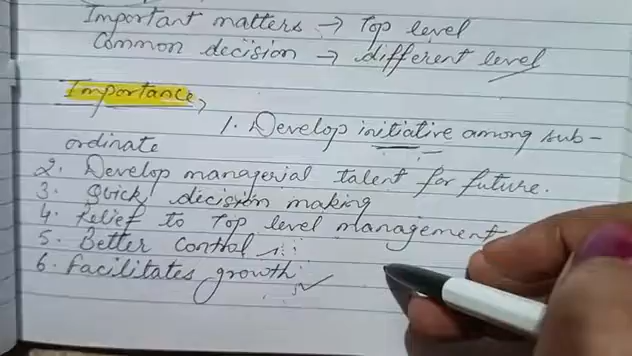 Important matters → Top level
Common decision → different level
Importance,
1. Develop initiative among sub-
ordinate
2. Develop managerial talent for future.
3. Quick decision making
4. Relief to Top level management
5. Better control
6. Facilitates growth